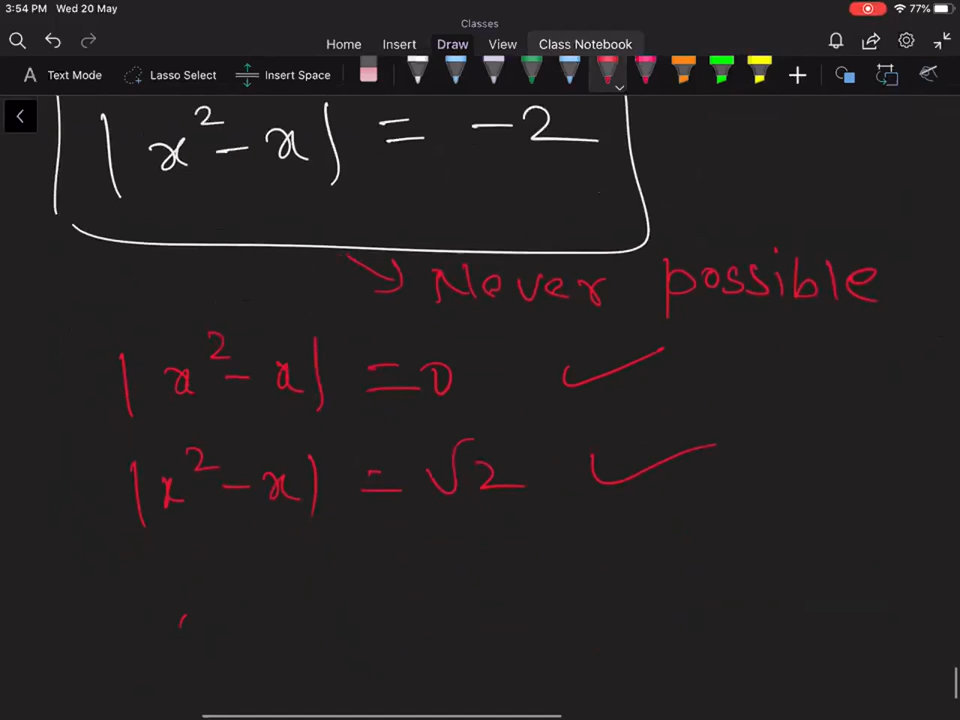 3:54 PM Wed 20 May
77%
Classes
Home Insert Draw View Class Notebook
A Text Mode Lasso Select Insert Space
|x² - x| = -2
Never possible
|x² - x| = 0
|x² - x| = √2